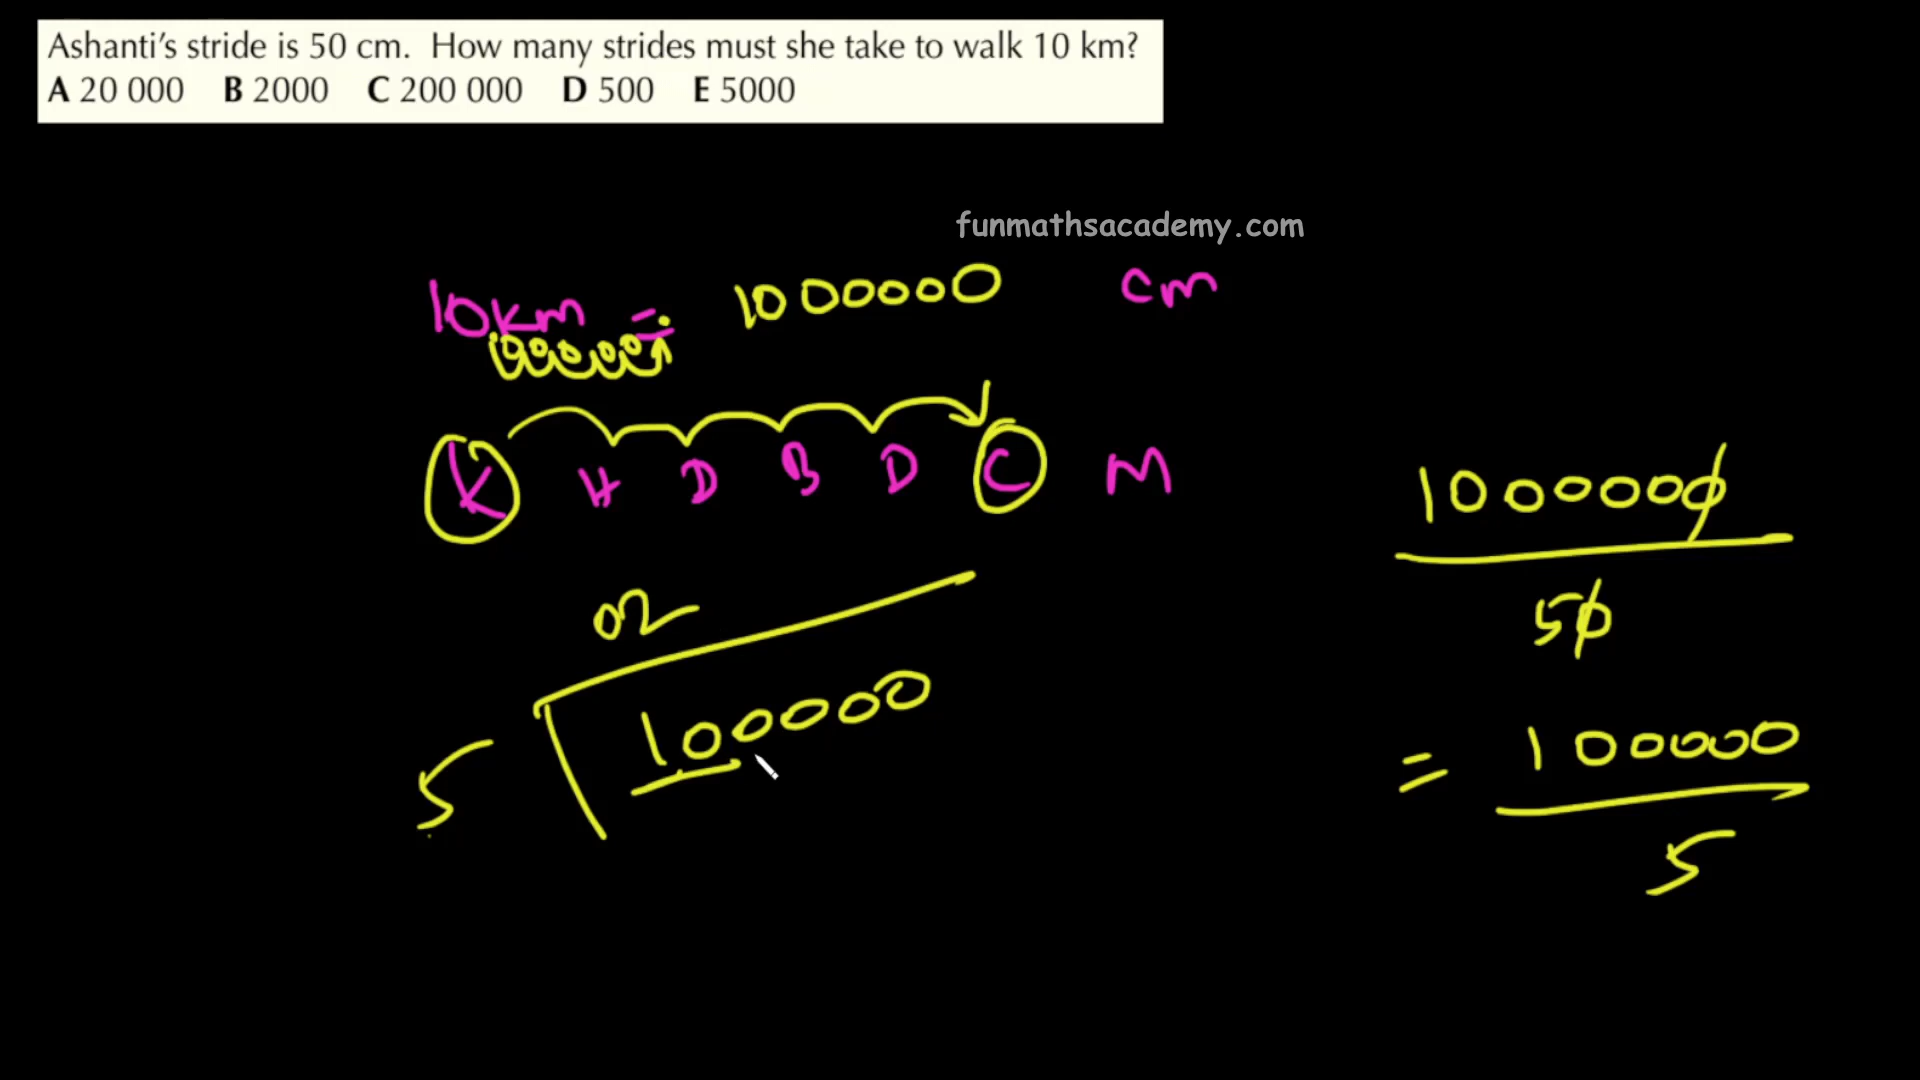 Ashanti's stride is 50 cm. How many strides must she take to walk 10 km?
A 20 000 B 2000 C 200 000 D 500 E 5000
funmathsacademy.com
10km = 1000000 cm
00000
K H D B D C M
1000000
50
02
5 100000
= 100000
5